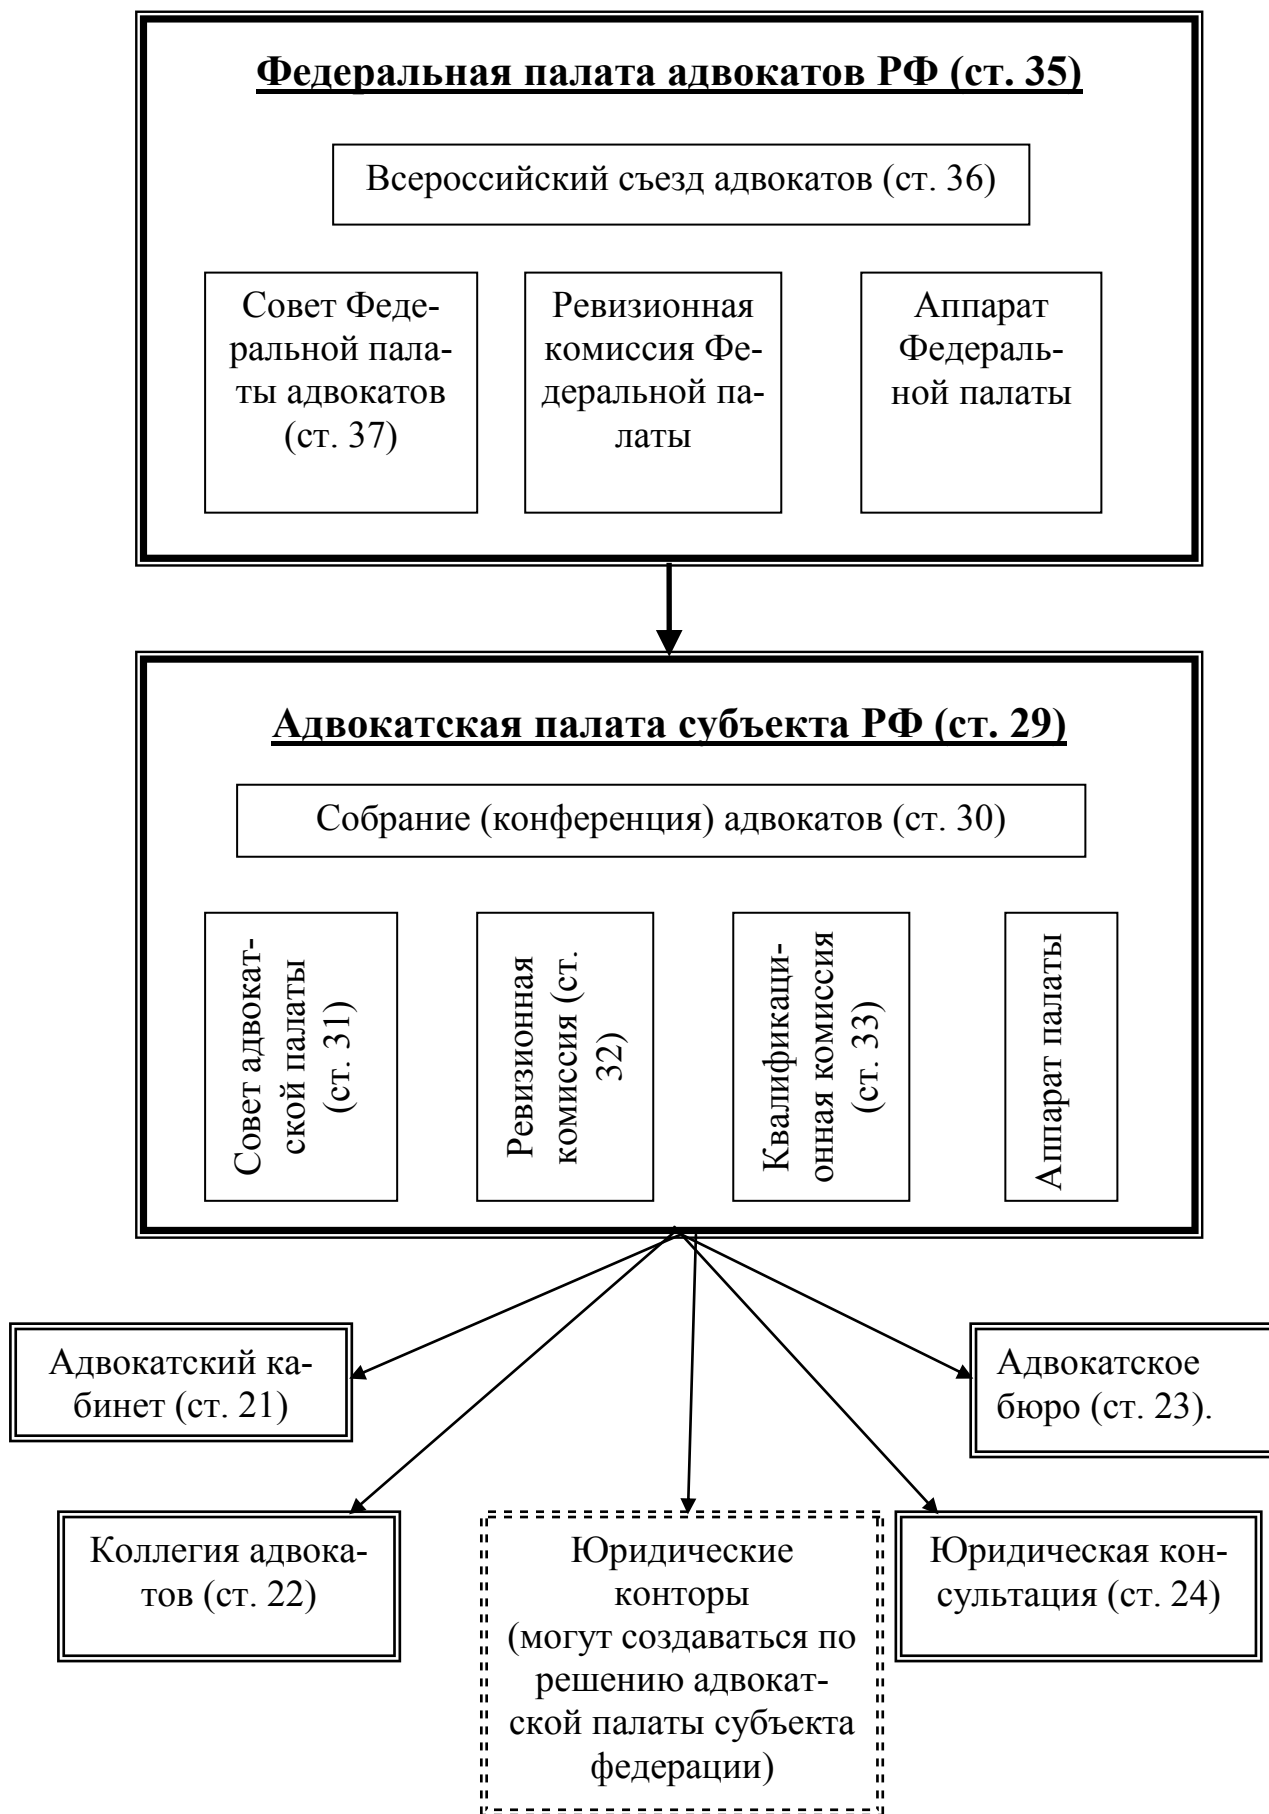 Федеральная палата адвокатов РФ (ст. 35)
Всероссийский съезд адвокатов (ст. 36)
Совет Феде-
ральной пала-
ты адвокатов
(ст. 37)
Ревизионная
комиссия Фе-
деральной па-
латы
Аппарат
Федераль-
ной палаты
Адвокатская палата субъекта РФ (ст. 29)
Собрание (конференция) адвокатов (ст. 30)
Совет адвокат-
ской палаты
(ст. 31)
Ревизионная
комиссия (ст.
32)
Квалификаци-
онная комиссия
(ст. 33)
Аппарат палаты
Адвокатский ка-
бинет (ст. 21)
Адвокатское
бюро (ст. 23).
Коллегия адвока-
тов (ст. 22)
Юридические
конторы
(могут создаваться по
решению адвокат-
ской палаты субъекта
федерации)
Юридическая кон-
сультация (ст. 24)